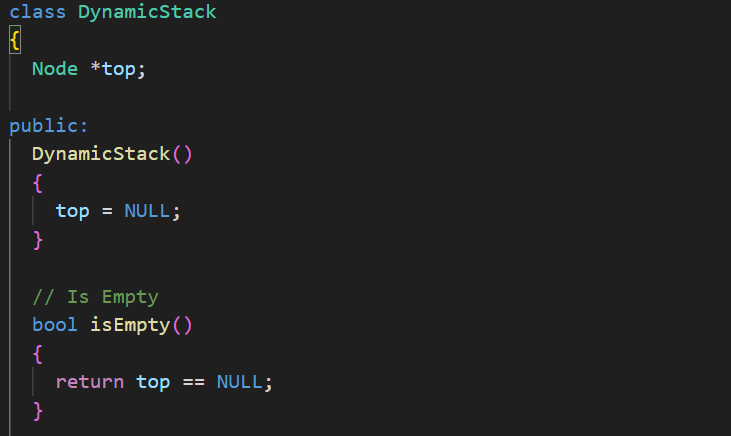 class DynamicStack
{
  Node *top;

public:
  DynamicStack()
  {
    top = NULL;
  }

  // Is Empty
  bool isEmpty()
  {
    return top == NULL;
  }